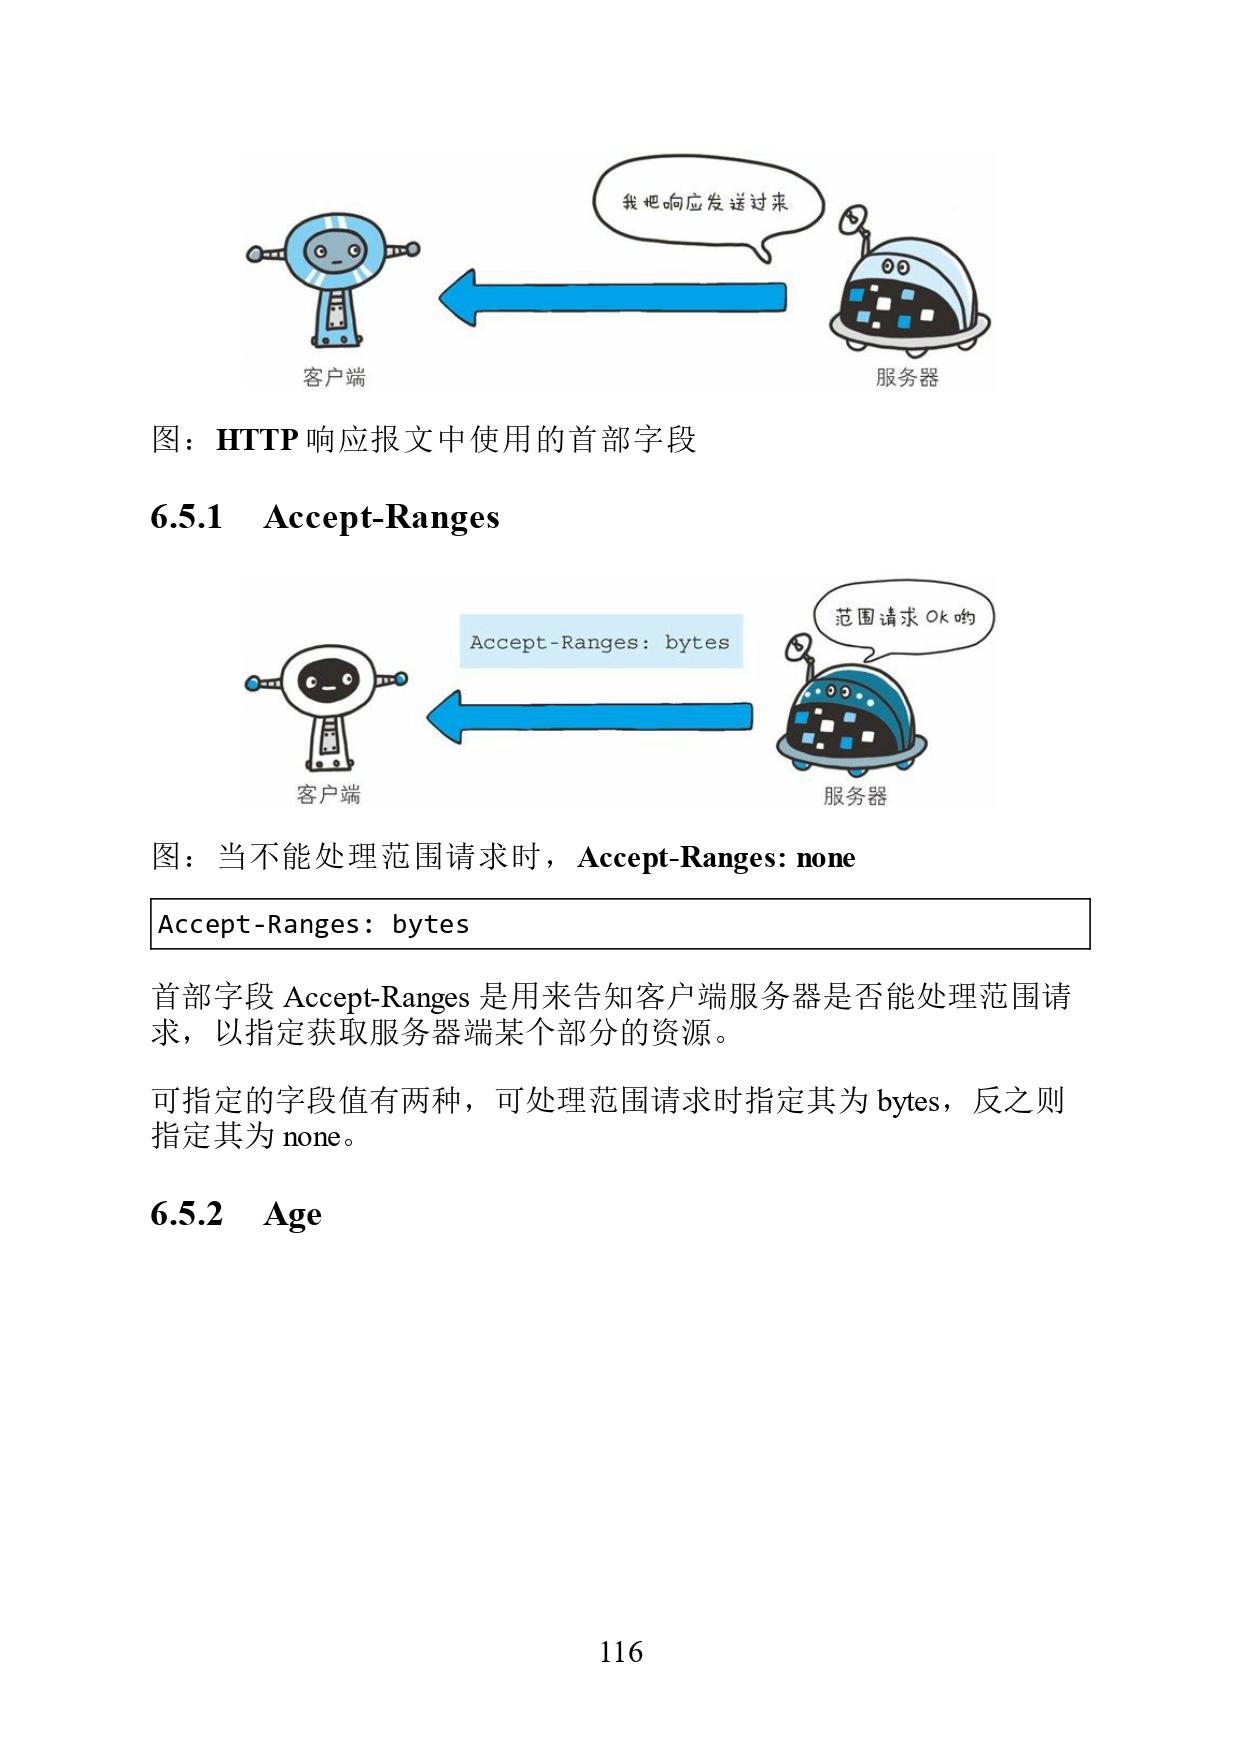 我把响应发送过来
客户端
服务器
图：HTTP 响应报文中使用的首部字段
6.5.1 Accept-Ranges
范围请求 Ok 哟
Accept-Ranges: bytes
客户端
服务器
图：当不能处理范围请求时，Accept-Ranges: none
Accept-Ranges: bytes
首部字段 Accept-Ranges 是用来告知客户端服务器是否能处理范围请
求，以指定获取服务器端某个部分的资源。
可指定的字段值有两种，可处理范围请求时指定其为 bytes，反之则
指定其为 none。
6.5.2 Age
116